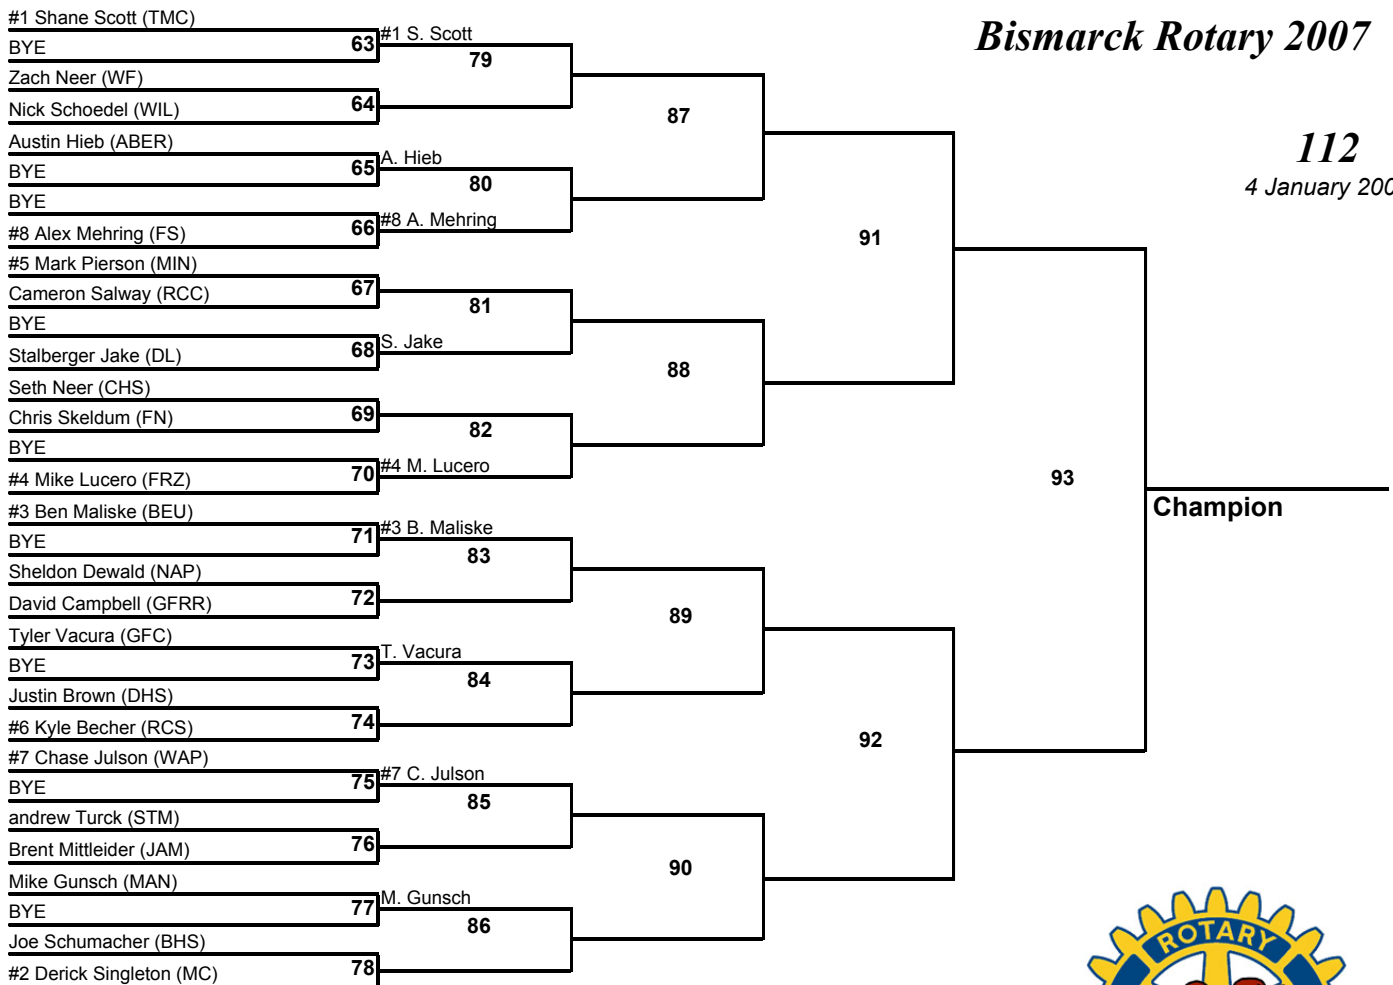 Bismarck Rotary 2007
112
4 January 200
#1 Shane Scott (TMC)
BYE
63
#1 S. Scott
79
Zach Neer (WF)
Nick Schoedel (WIL)
64
87
Austin Hieb (ABER)
BYE
65
A. Hieb
80
BYE
#8 Alex Mehring (FS)
66
#8 A. Mehring
91
#5 Mark Pierson (MIN)
Cameron Salway (RCC)
67
81
BYE
Stalberger Jake (DL)
68
S. Jake
88
Seth Neer (CHS)
Chris Skeldum (FN)
69
82
BYE
#4 Mike Lucero (FRZ)
70
#4 M. Lucero
93
Champion
#3 Ben Maliske (BEU)
BYE
71
#3 B. Maliske
83
Sheldon Dewald (NAP)
David Campbell (GFRR)
72
89
Tyler Vacura (GFC)
BYE
73
T. Vacura
84
Justin Brown (DHS)
#6 Kyle Becher (RCS)
74
92
#7 Chase Julson (WAP)
BYE
75
#7 C. Julson
85
andrew Turck (STM)
Brent Mittleider (JAM)
76
90
Mike Gunsch (MAN)
BYE
77
M. Gunsch
86
Joe Schumacher (BHS)
#2 Derick Singleton (MC)
78
ROTARY